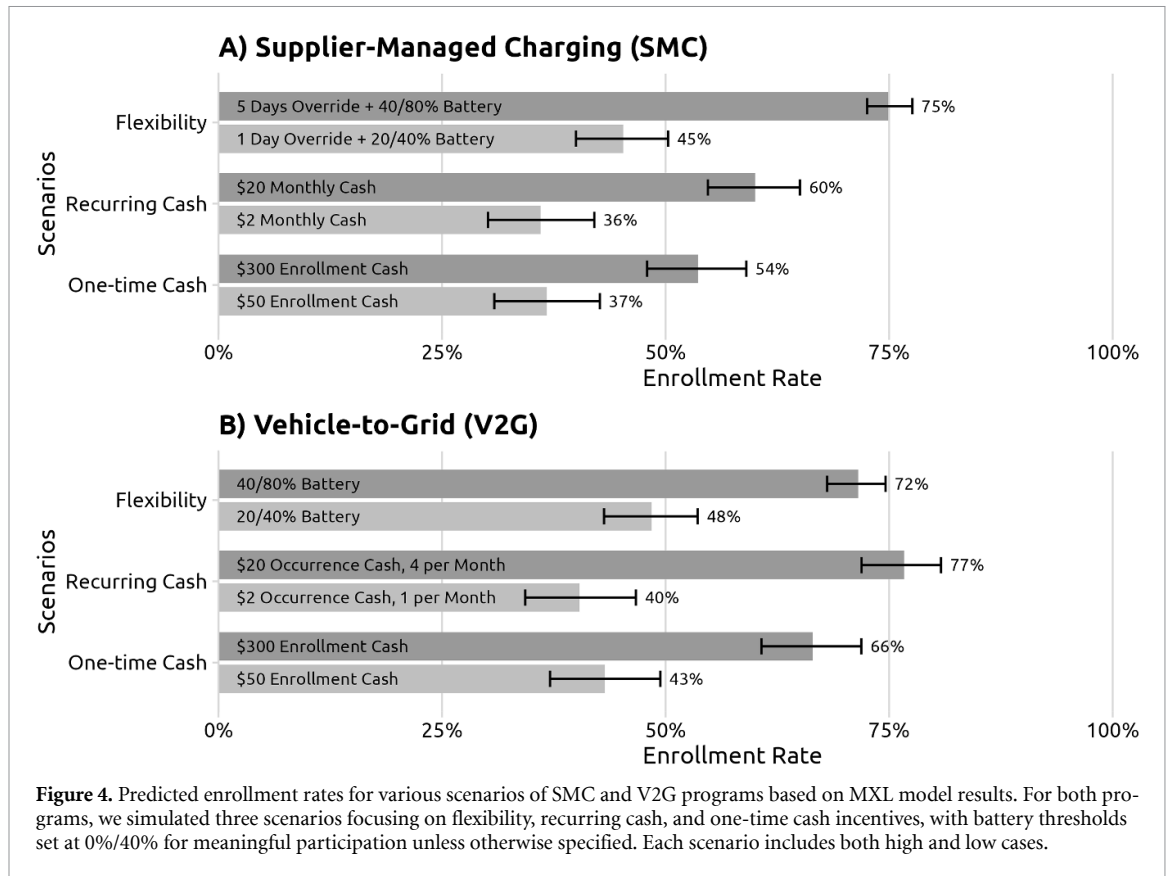 A) Supplier-Managed Charging (SMC)
Scenarios
Flexibility
5 Days Override + 40/80% Battery
75%
1 Day Override + 20/40% Battery
45%
Recurring Cash
$20 Monthly Cash
60%
$2 Monthly Cash
36%
One-time Cash
$300 Enrollment Cash
54%
$50 Enrollment Cash
37%
0% 25% 50% 75% 100%
Enrollment Rate
B) Vehicle-to-Grid (V2G)
Scenarios
Flexibility
40/80% Battery
72%
20/40% Battery
48%
Recurring Cash
$20 Occurrence Cash, 4 per Month
77%
$2 Occurrence Cash, 1 per Month
40%
One-time Cash
$300 Enrollment Cash
66%
$50 Enrollment Cash
43%
0% 25% 50% 75% 100%
Enrollment Rate
Figure 4. Predicted enrollment rates for various scenarios of SMC and V2G programs based on MXL model results. For both pro-
grams, we simulated three scenarios focusing on flexibility, recurring cash, and one-time cash incentives, with battery thresholds
set at 0%/40% for meaningful participation unless otherwise specified. Each scenario includes both high and low cases.